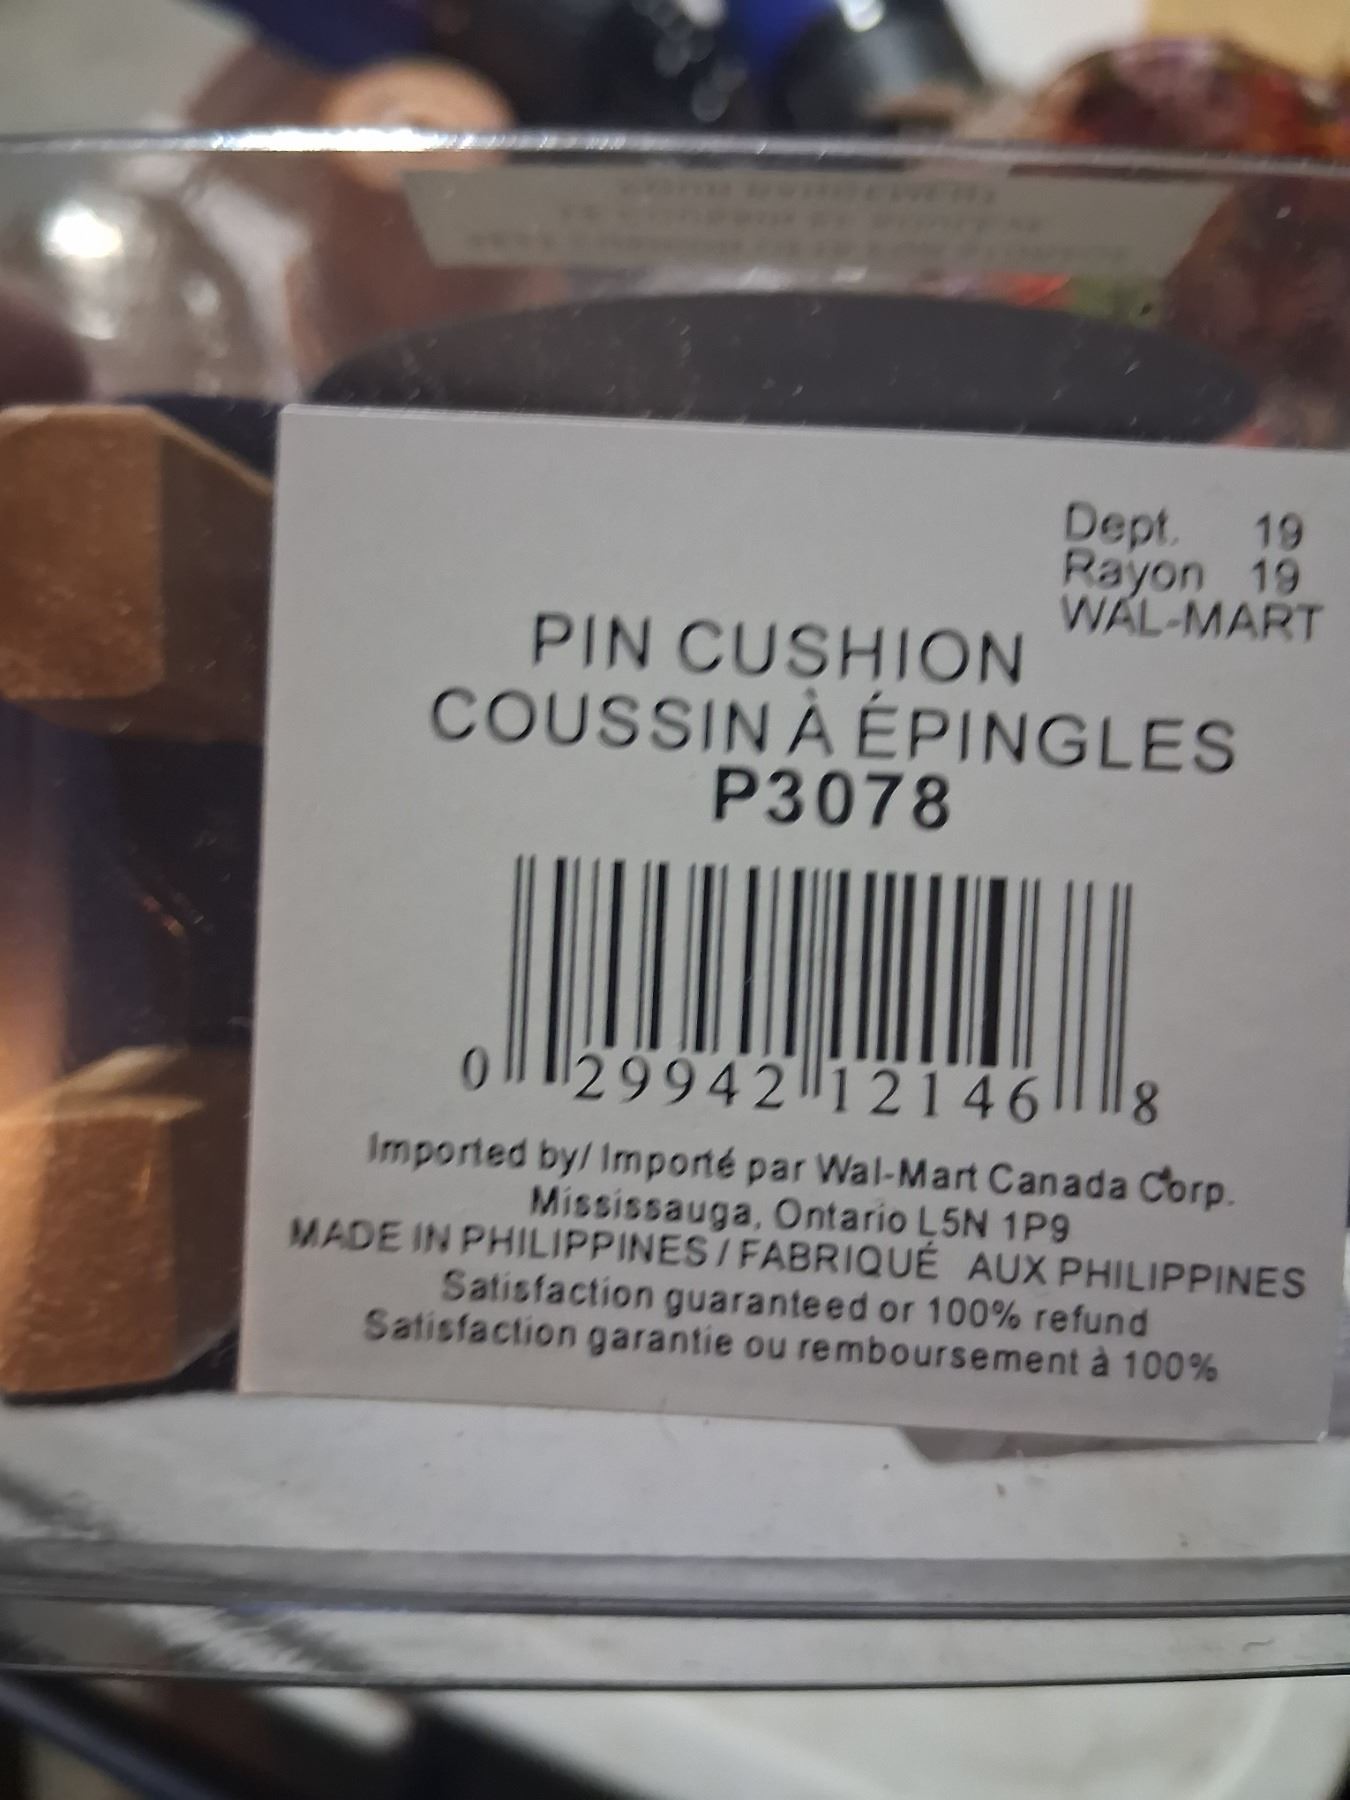 Dept. 19
Rayon 19
WAL-MART
PIN CUSHION
COUSSIN À ÉPINGLES
P3078
0 29942 12146 8
Imported by/ Importé par Wal-Mart Canada Corp.
Mississauga, Ontario L5N 1P9
MADE IN PHILIPPINES / FABRIQUÉ AUX PHILIPPINES
Satisfaction guaranteed or 100% refund
Satisfaction garantie ou remboursement à 100%